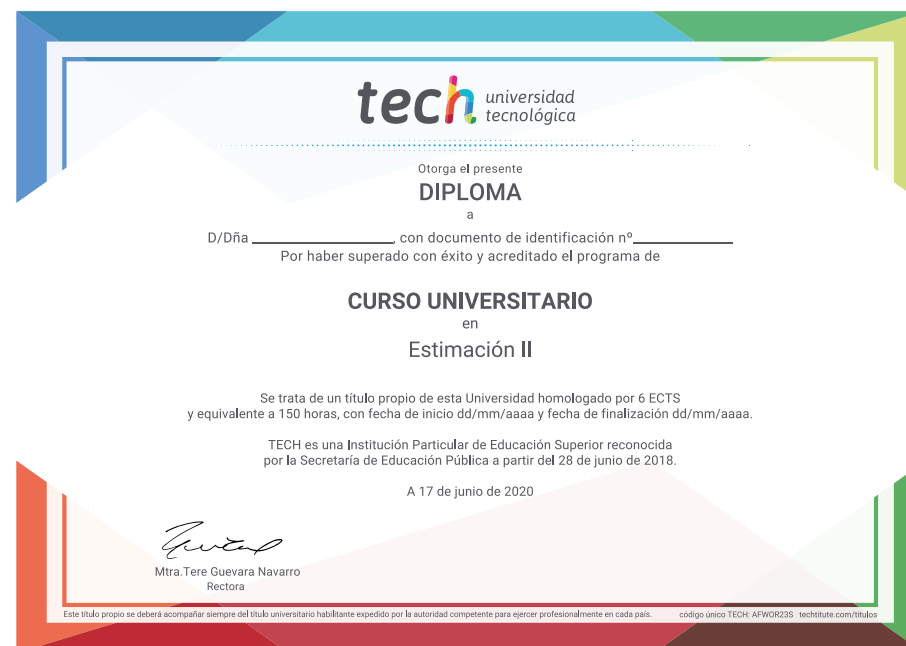 tech universidad
tecnológica
Otorga el presente
DIPLOMA
a
D/Dña ____________________, con documento de identificación nº______________
Por haber superado con éxito y acreditado el programa de
CURSO UNIVERSITARIO
en
Estimación II
Se trata de un título propio de esta Universidad homologado por 6 ECTS
y equivalente a 150 horas, con fecha de inicio dd/mm/aaaa y fecha de finalización dd/mm/aaaa.
TECH es una Institución Particular de Educación Superior reconocida
por la Secretaría de Educación Pública a partir del 28 de junio de 2018.
A 17 de junio de 2020
Mtra.Tere Guevara Navarro
Rectora
Este título propio se deberá acompañar siempre del título universitario habilitante expedido por la autoridad competente para ejercer profesionalmente en cada país. código único TECH: AFWOR23S techtitute.com/titulos